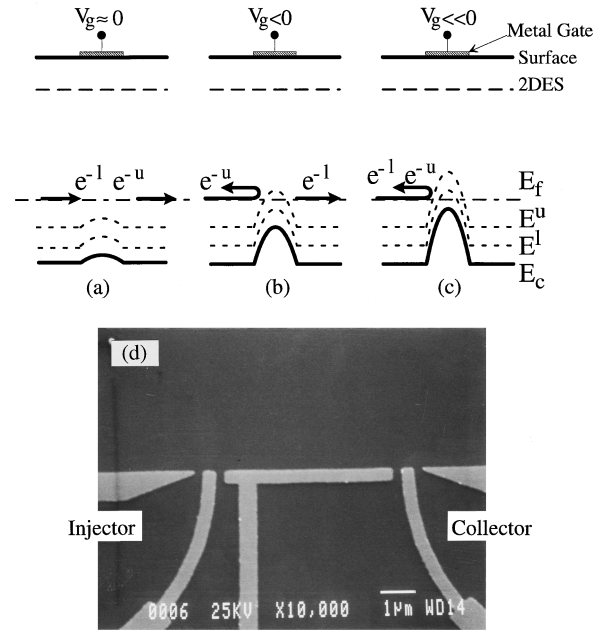 Vg≈0 Vg<0 Vg<<0
Metal Gate
Surface
2DES
e-l e-u e-u e-l e-l e-u
Ef
Eu
El
Ec
(a) (b) (c)
(d)
Injector Collector
0006 25KV X10,000 1μm WD14